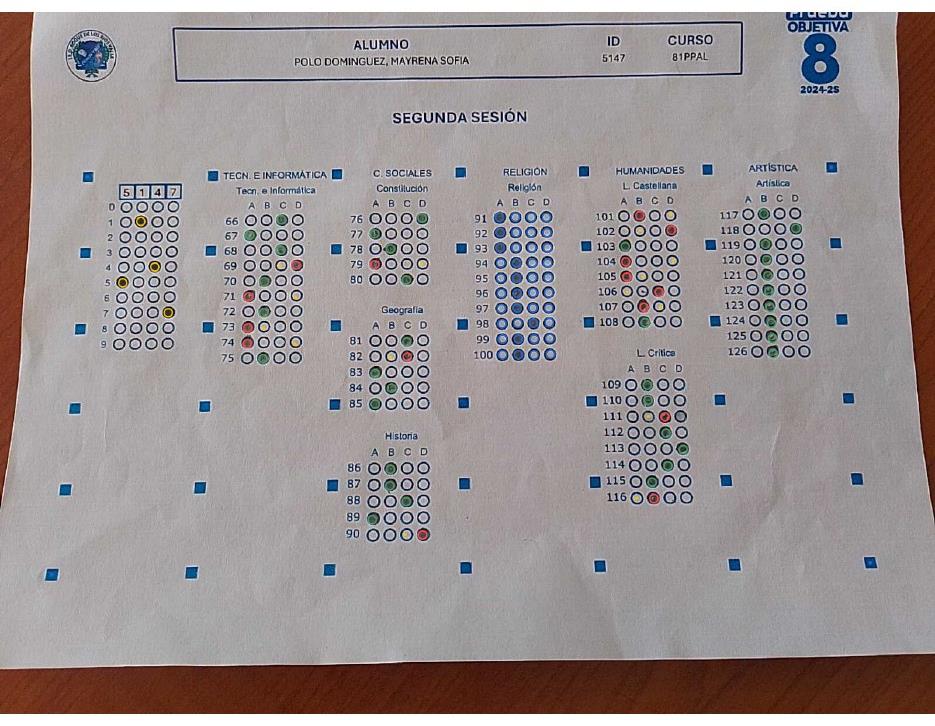 Prueba
OBJETIVA
8
2024-25
ALUMNO ID CURSO
POLO DOMINGUEZ, MAYRENA SOFIA 5147 81PPAL
SEGUNDA SESIÓN
5 1 4 7
0
1
2
3
4
5
6
7
8
9
TECN. E INFORMÁTICA
Tecn. e Informática
A B C D
66
67
68
69
70
71
72
73
74
75
C. SOCIALES
Constitución
A B C D
76
77
78
79
80
Geografía
A B C D
81
82
83
84
85
Historia
A B C D
86
87
88
89
90
RELIGIÓN
Religión
A B C D
91
92
93
94
95
96
97
98
99
100
HUMANIDADES
L. Castellana
A B C D
101
102
103
104
105
106
107
108
L. Crítica
A B C D
109
110
111
112
113
114
115
116
ARTÍSTICA
Artística
A B C D
117
118
119
120
121
122
123
124
125
126